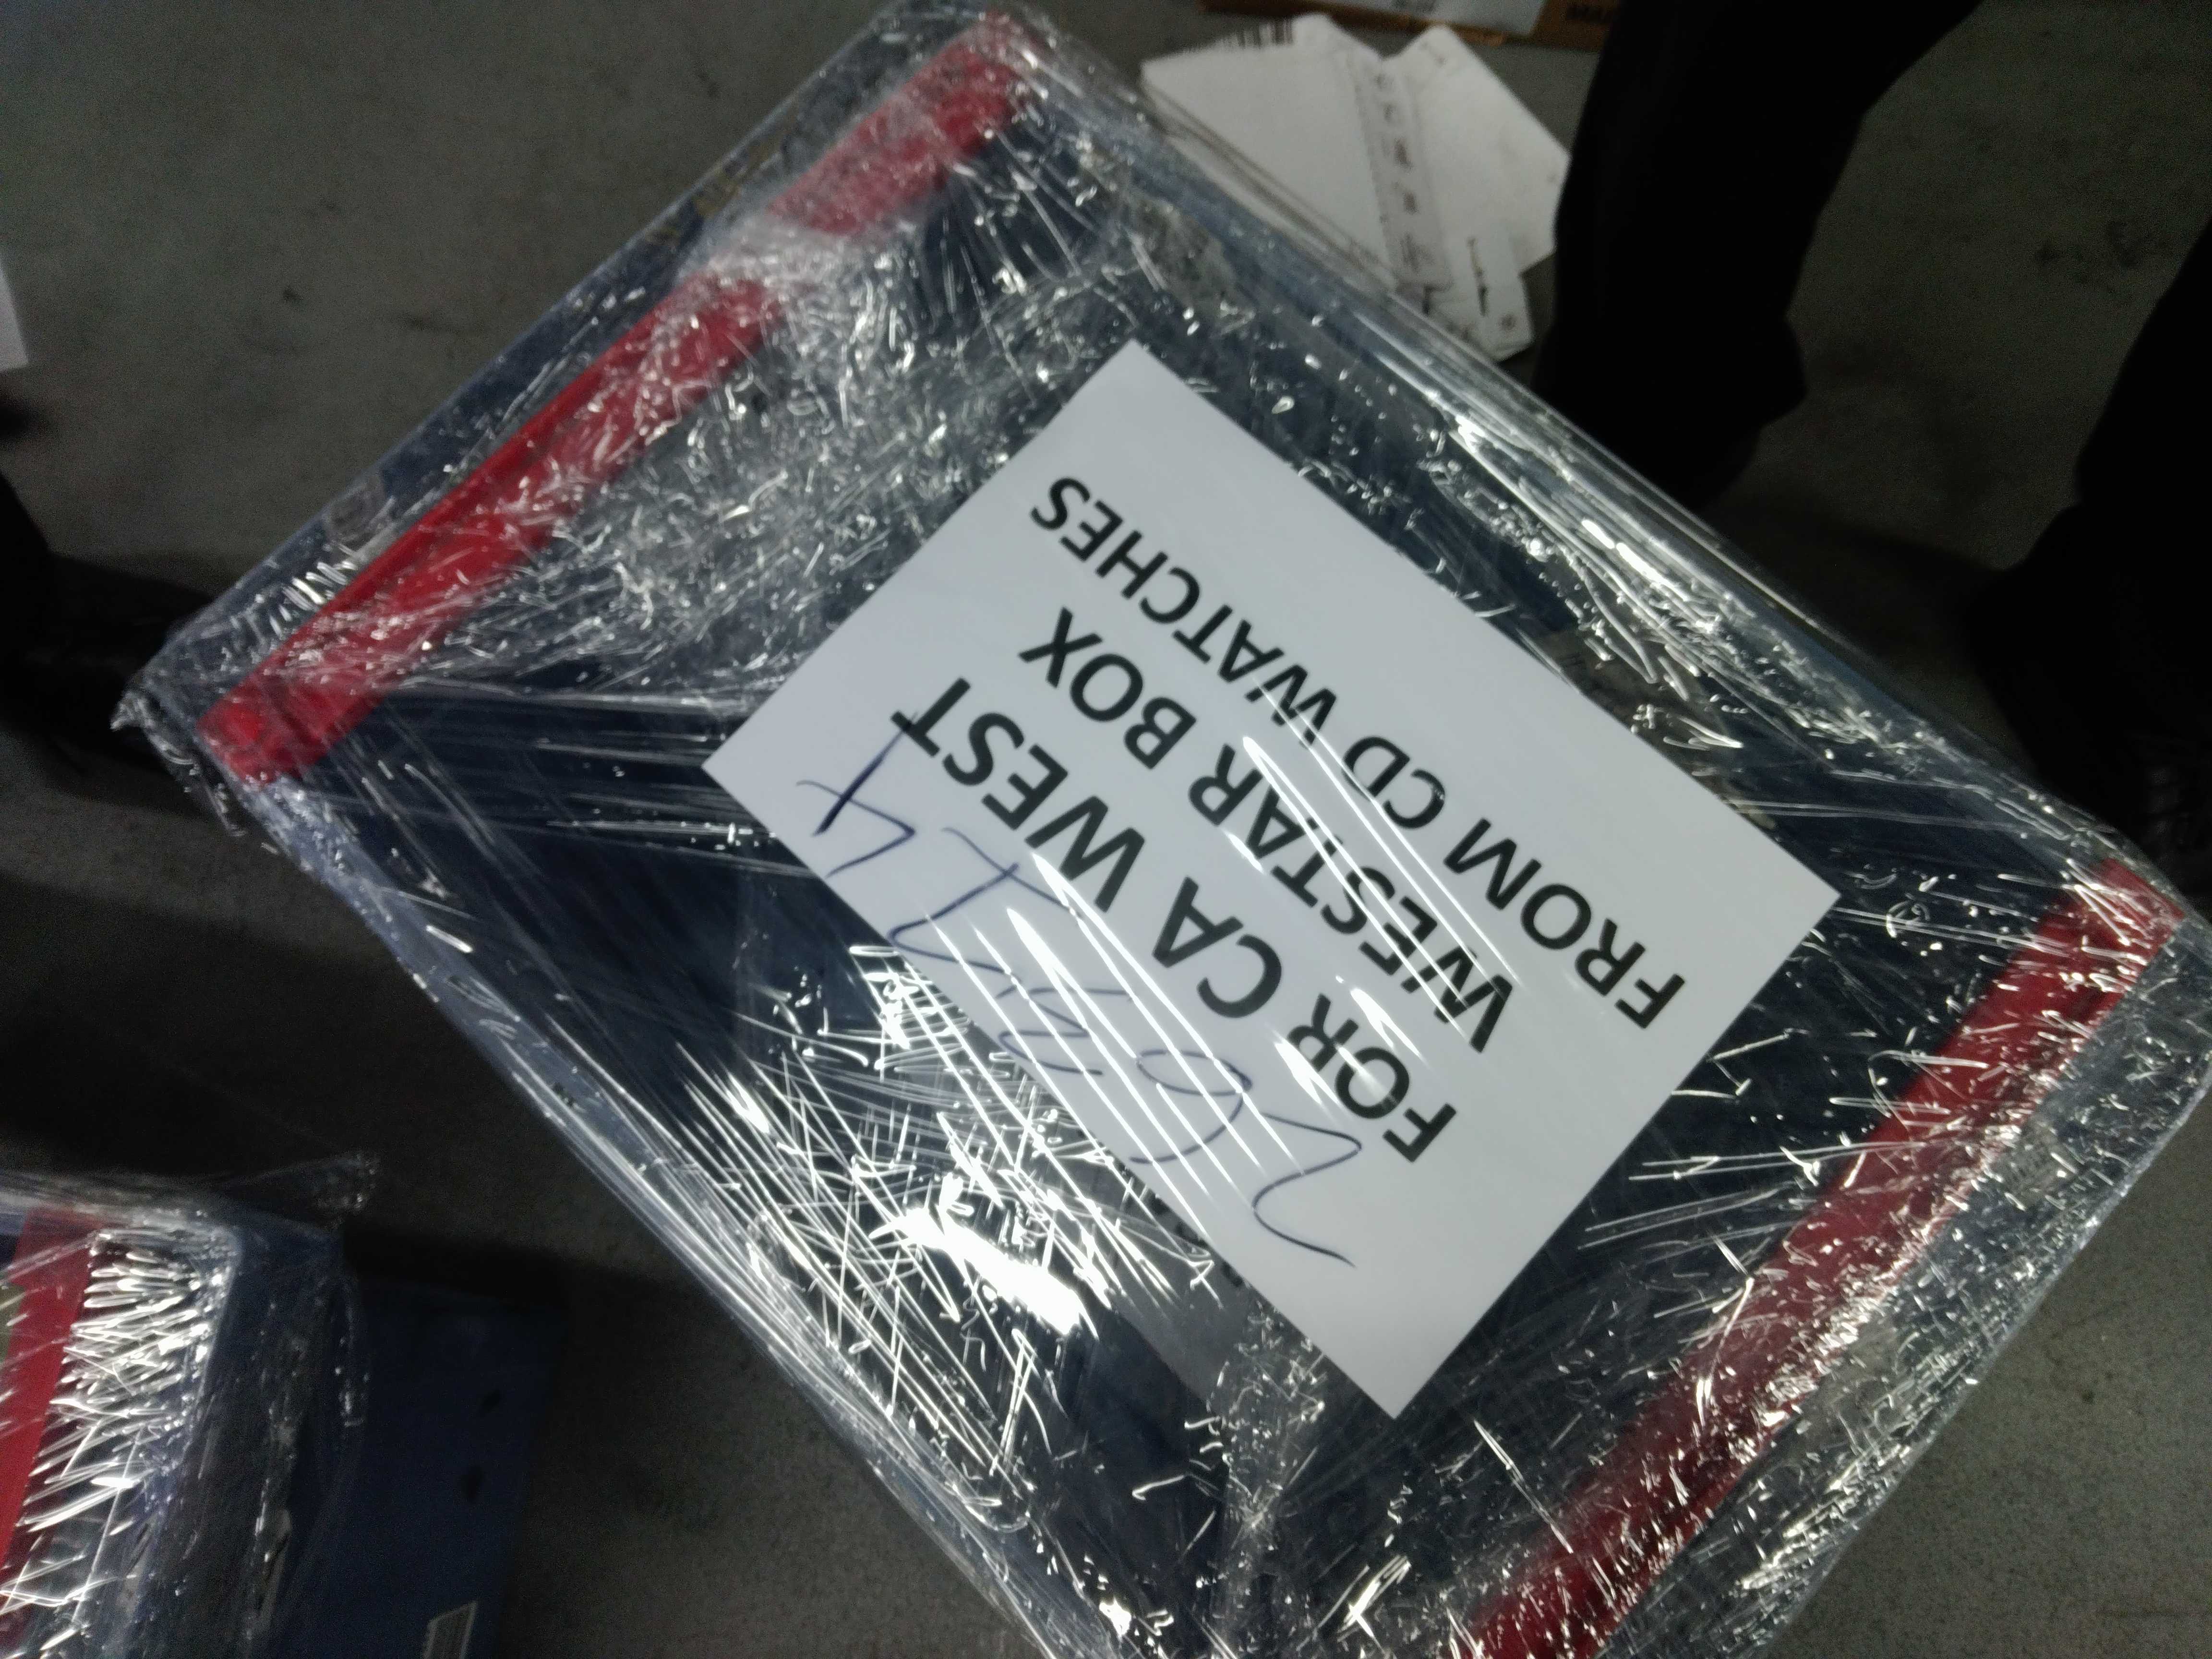 FOR CA WEST
WESTAR BOX
FROM CD WATCHES